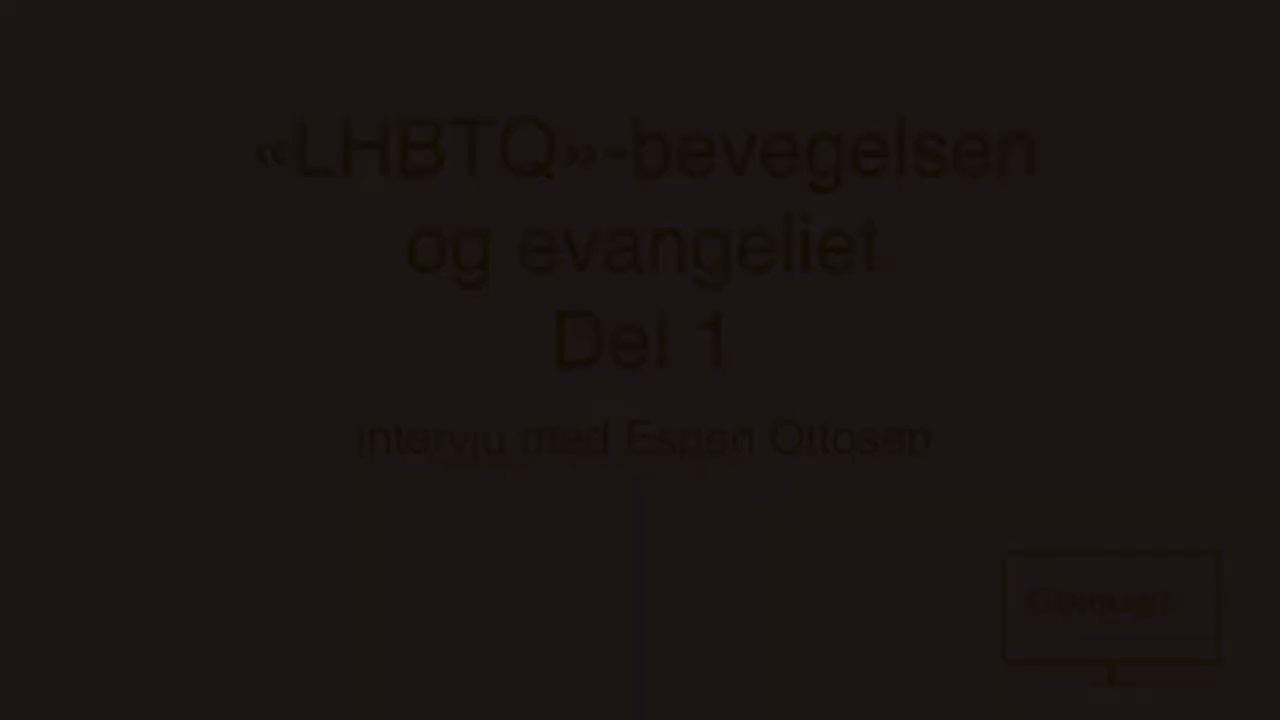 «LHBTQ»-bevegelsen
og evangeliet
Del 1
intervju med Espen Ottosen